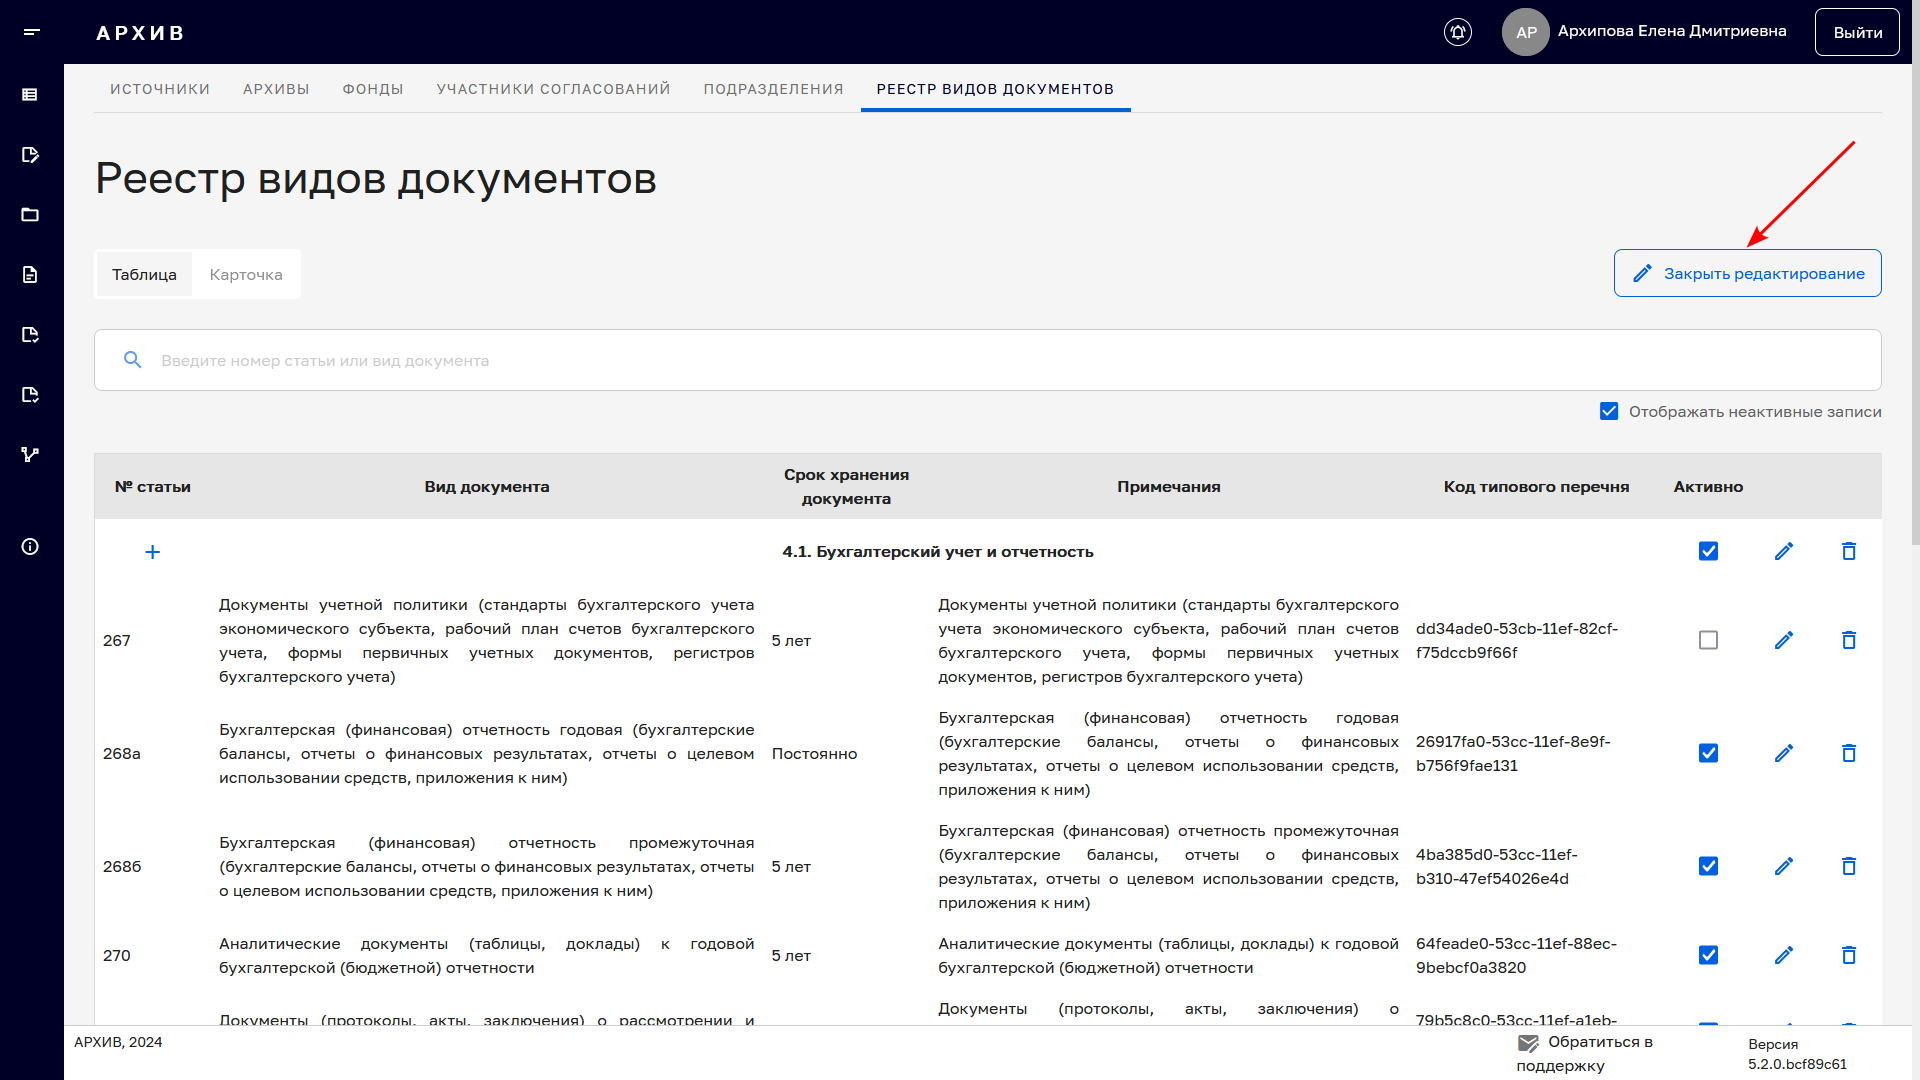 АРХИВ
АР
Архипова Елена Дмитриевна
Выйти
ИСТОЧНИКИ
АРХИВЫ
ФОНДЫ
УЧАСТНИКИ СОГЛАСОВАНИЙ
ПОДРАЗДЕЛЕНИЯ
РЕЕСТР ВИДОВ ДОКУМЕНТОВ
Реестр видов документов
Таблица
Карточка
Закрыть редактирование
Введите номер статьи или вид документа
Отображать неактивные записи
№ статьи
Вид документа
Срок хранения
документа
Примечания
Код типового перечня
Активно
4.1. Бухгалтерский учет и отчетность
267
Документы учетной политики (стандарты бухгалтерского учета
экономического субъекта, рабочий план счетов бухгалтерского
учета, формы первичных учетных документов, регистров
бухгалтерского учета)
5 лет
Документы учетной политики (стандарты бухгалтерского
учета экономического субъекта, рабочий план счетов
бухгалтерского учета, формы первичных учетных
документов, регистров бухгалтерского учета)
dd34ade0-53cb-11ef-82cf-
f75dccb9f66f
268а
Бухгалтерская (финансовая) отчетность годовая (бухгалтерские
балансы, отчеты о финансовых результатах, отчеты о целевом
использовании средств, приложения к ним)
Постоянно
Бухгалтерская (финансовая) отчетность годовая
(бухгалтерские балансы, отчеты о финансовых
результатах, отчеты о целевом использовании средств,
приложения к ним)
26917fa0-53cc-11ef-8e9f-
b756f9fae131
268б
Бухгалтерская (финансовая) отчетность промежуточная
(бухгалтерские балансы, отчеты о финансовых результатах, отчеты
о целевом использовании средств, приложения к ним)
5 лет
Бухгалтерская (финансовая) отчетность промежуточная
(бухгалтерские балансы, отчеты о финансовых
результатах, отчеты о целевом использовании средств,
приложения к ним)
4ba385d0-53cc-11ef-
b310-47ef54026e4d
270
Аналитические документы (таблицы, доклады) к годовой
бухгалтерской (бюджетной) отчетности
5 лет
Аналитические документы (таблицы, доклады) к годовой
бухгалтерской (бюджетной) отчетности
64feade0-53cc-11ef-88ec-
9bebcf0a3820
Документы (протоколы, акты, заключения) о рассмотрении и
Документы (протоколы, акты, заключения) о
79b5c8c0-53cc-11ef-a1eb-
АРХИВ, 2024
Обратиться в
поддержку
Версия
5.2.0.bcf89c61